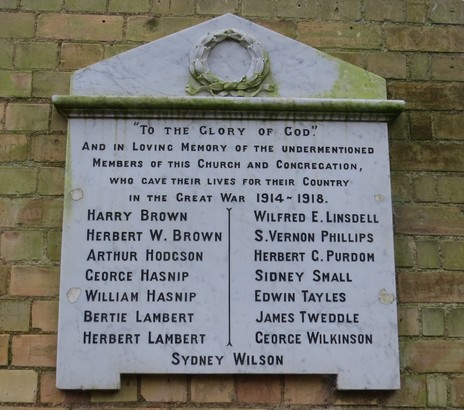 "To the Glory of God".
And in Loving Memory of the undermentioned
Members of this Church and Congregation,
who gave their lives for their Country
in the Great War 1914~1918.
Harry Brown
Herbert W. Brown
Arthur Hodgson
George Hasnip
William Hasnip
Bertie Lambert
Herbert Lambert
Wilfred E. Linsdell
S. Vernon Phillips
Herbert C. Purdom
Sidney Small
Edwin Tayles
James Tweddle
George Wilkinson
Sydney Wilson